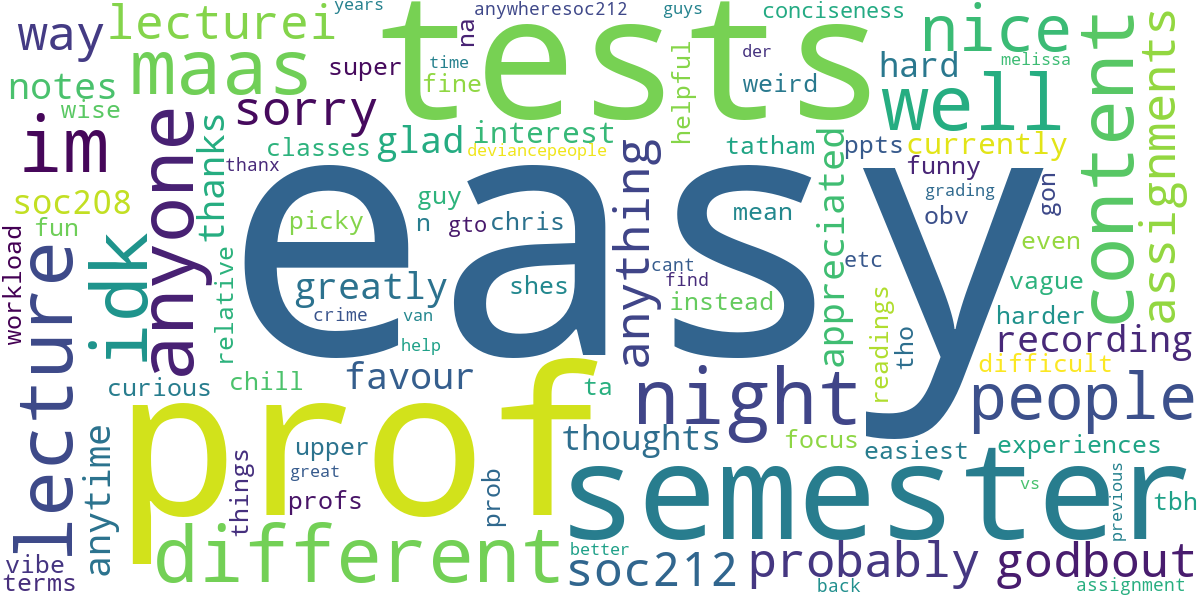 years
anywheresoc212
guys
conciseness
way
lecturei
tests
na
nice
maas
super
time
der
weird
hard
melissa
notes
fine
helpful
well
content
assignments
wise
sorry
im
anyone
thanks
classes
glad
interest
deviancepeople
tatham
ppts
currently
thanx
anything
easy
funny
soc208
picky
guy
n
gto
chris
mean
appreciated
grading
obv
gon
fun
idk
relative
greatly
shes
cant
find
instead
etc
even
vague
workload
lecture
crime
van
help
readings
tho
harder
recording
curious
chill
favour
ta
night
difficult
people
prof
anytime
things
upper
great
profs
prob
thoughts
focus
easiest
experiences
semester
vs
previous
tbh
different
vibe
terms
better
soc212
probably
godbout
back
assignment